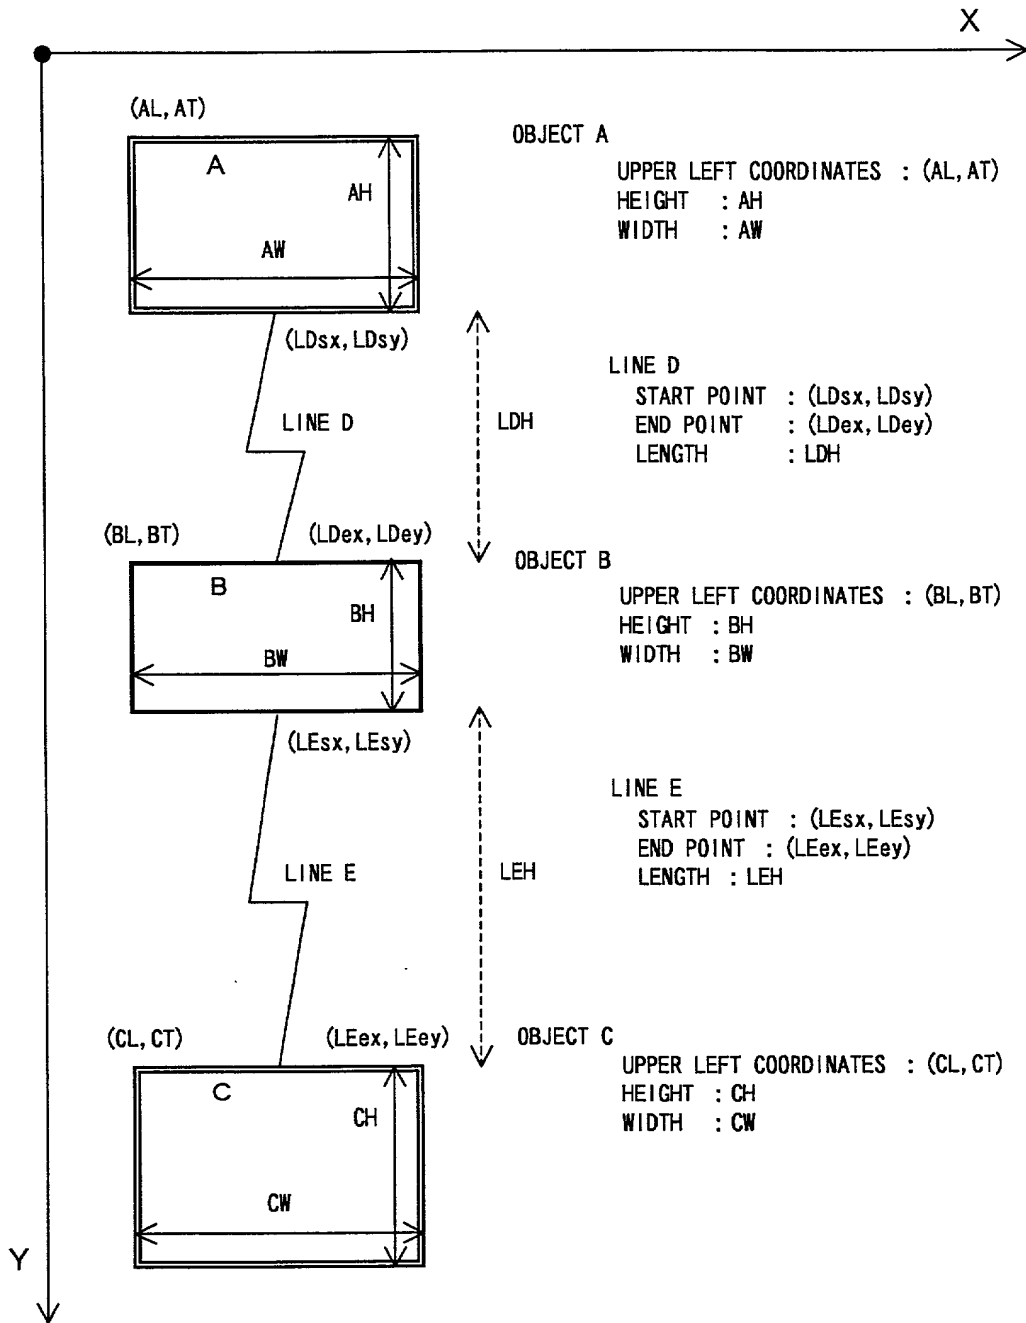 X
(AL, AT)
A
AH
AW
OBJECT A
UPPER LEFT COORDINATES : (AL, AT)
HEIGHT : AH
WIDTH : AW
(LDsx, LDsy)
LINE D
LDH
LINE D
START POINT : (LDsx, LDsy)
END POINT : (LDex, LDey)
LENGTH : LDH
(BL, BT)
(LDex, LDey)
B
BH
BW
OBJECT B
UPPER LEFT COORDINATES : (BL, BT)
HEIGHT : BH
WIDTH : BW
(LEsx, LEsy)
LINE E
LEH
LINE E
START POINT : (LEsx, LEsy)
END POINT : (LEex, LEey)
LENGTH : LEH
(CL, CT)
(LEex, LEey)
C
CH
CW
OBJECT C
UPPER LEFT COORDINATES : (CL, CT)
HEIGHT : CH
WIDTH : CW
Y